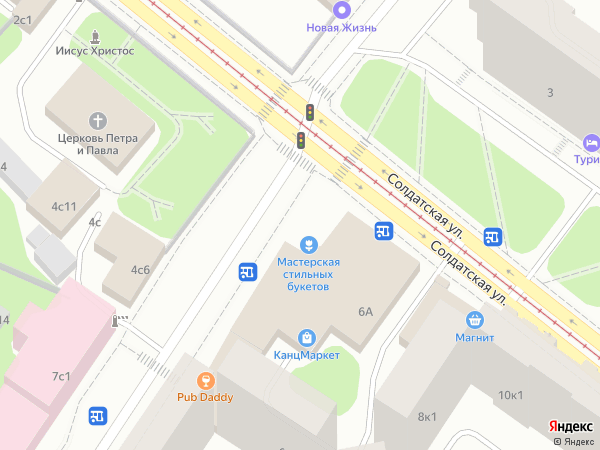 2с1
Новая Жизнь
Иисус Христос
3
Церковь Петра
и Павла
Тури
4
4с11
4с
Солдатская ул.
Солдатская ул.
4с6
Мастерская
стильных
букетов
14
6А
Магнит
КанцМаркет
7с1
Pub Daddy
10к1
8к1
Яндекс
© Яндекс